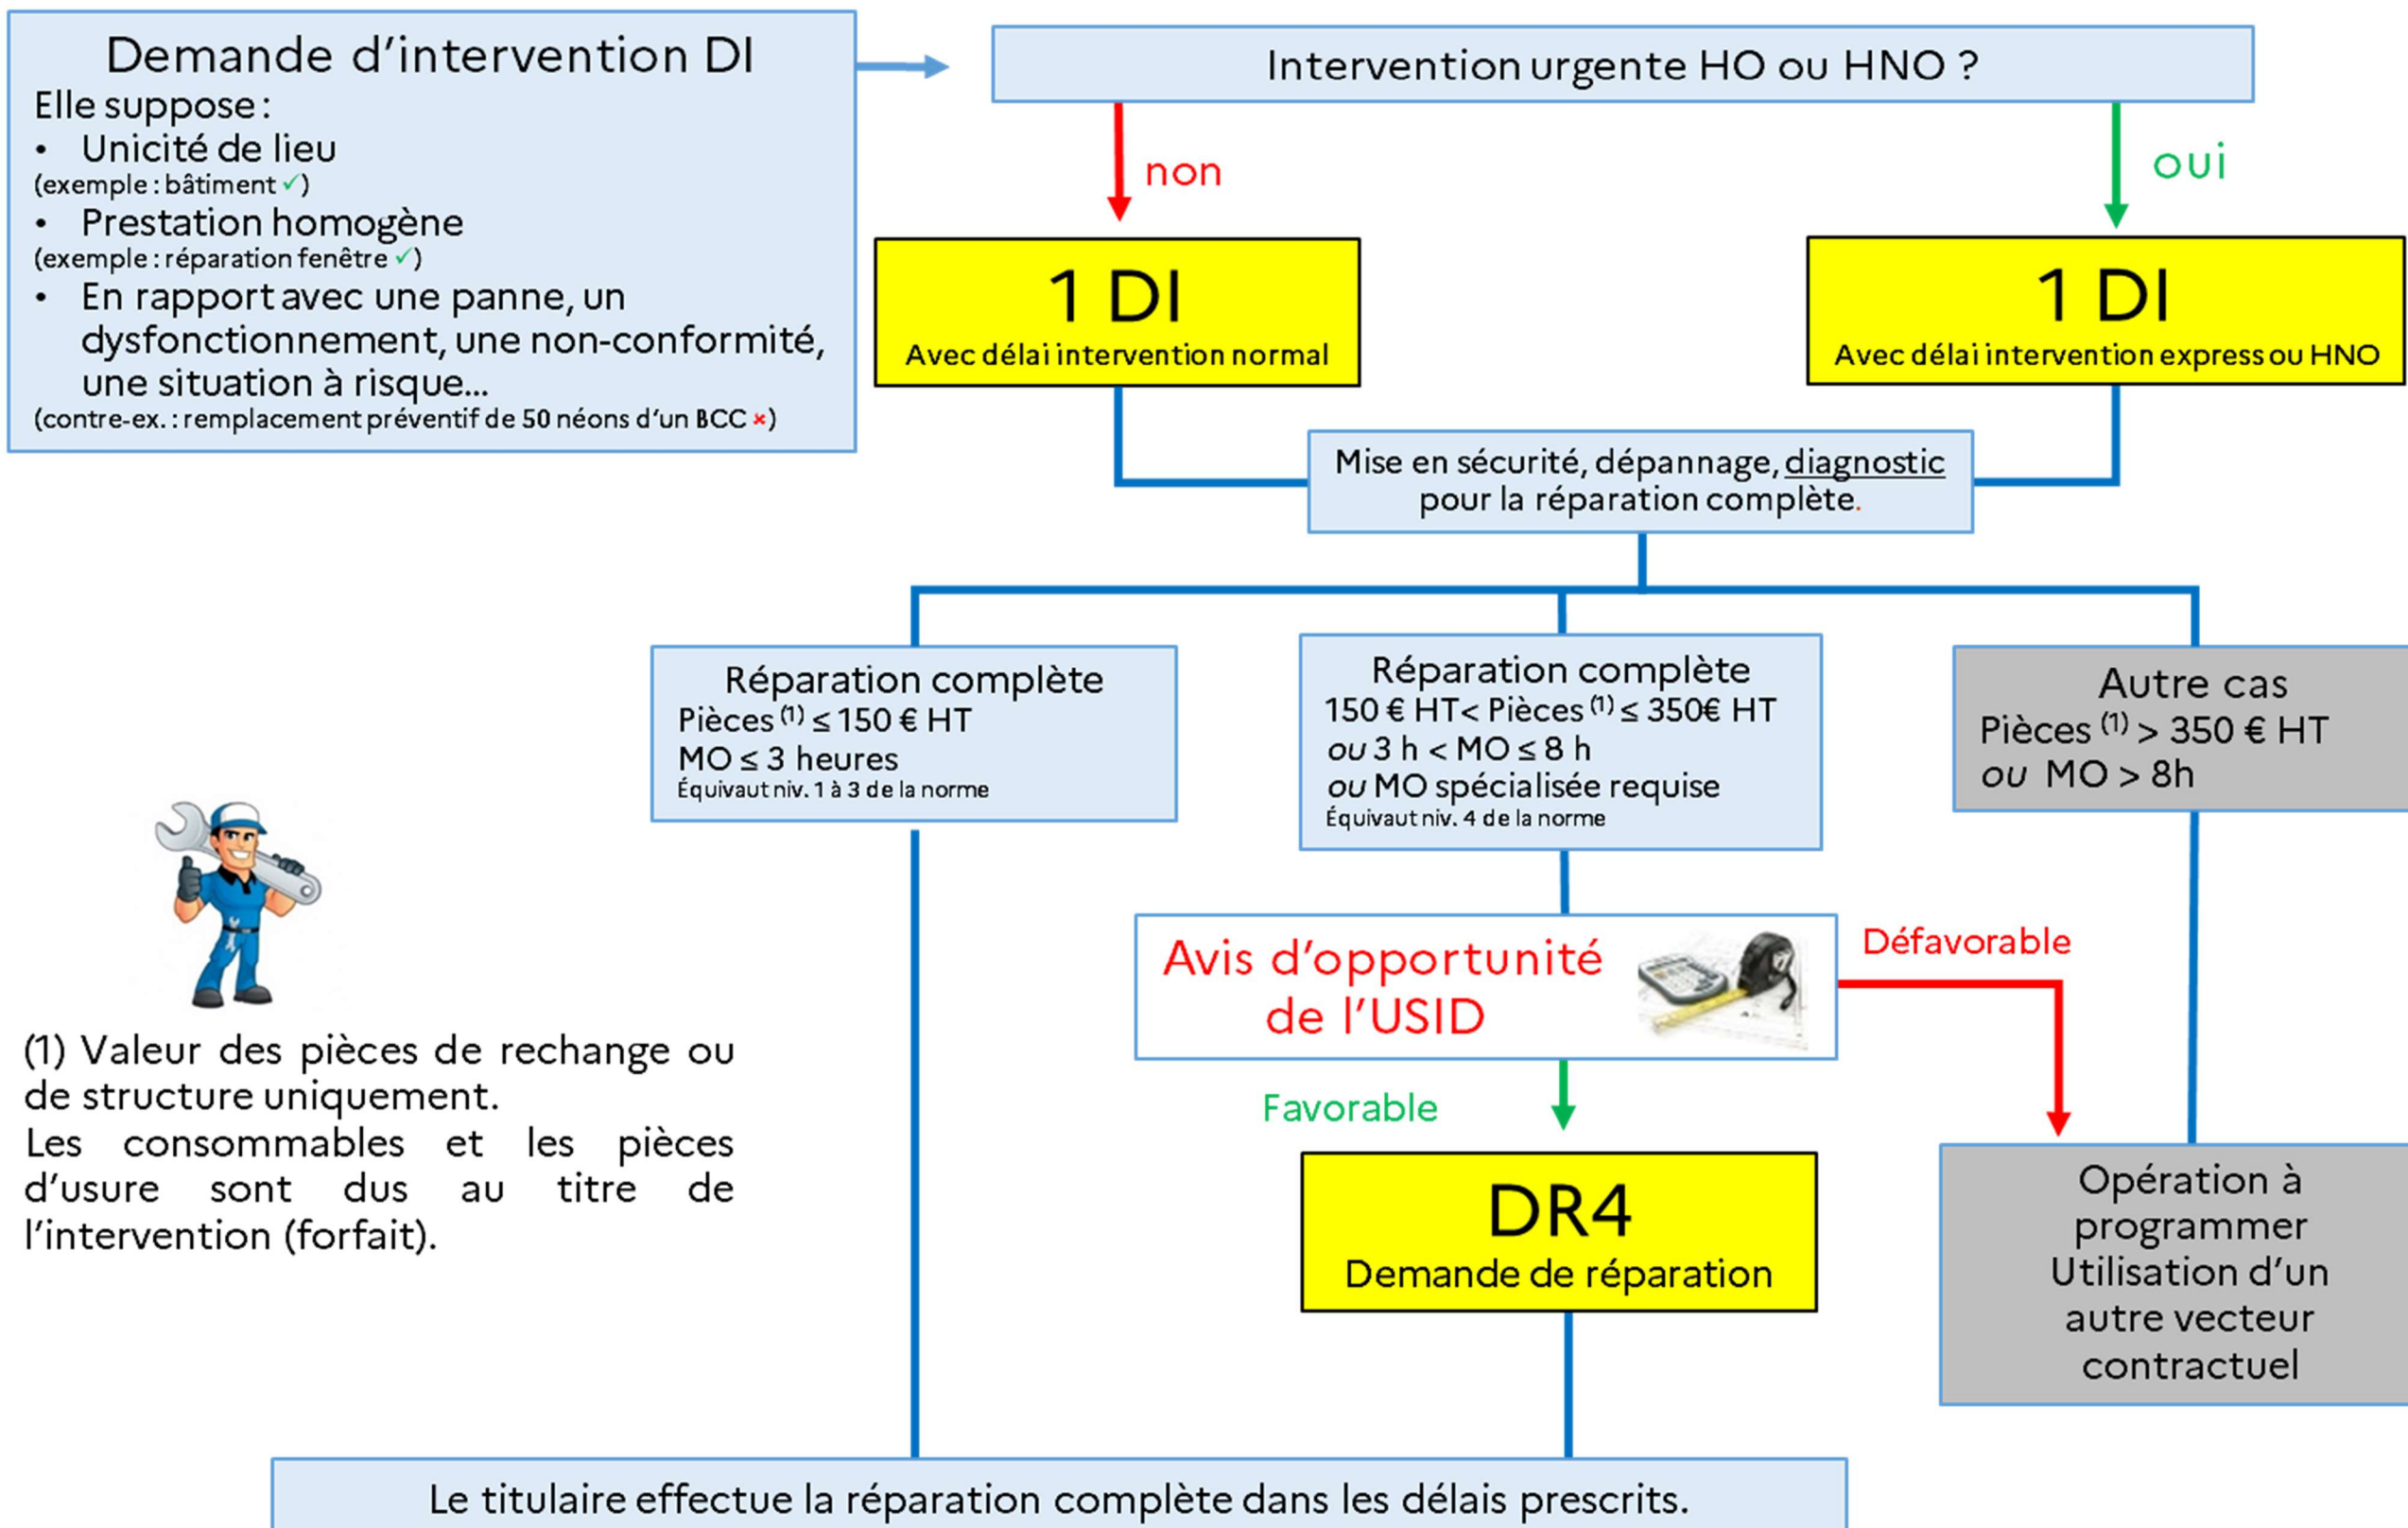 Demande d'intervention DI
Elle suppose :
• Unicité de lieu
(exemple : bâtiment ✓)
• Prestation homogène
(exemple : réparation fenêtre ✓)
• En rapport avec une panne, un
dysfonctionnement, une non-conformité,
une situation à risque...
(contre-ex. : remplacement préventif de 50 néons d'un BCC ×)
Intervention urgente HO ou HNO ?
non
oui
1 DI
Avec délai intervention normal
1 DI
Avec délai intervention express ou HNO
Mise en sécurité, dépannage, diagnostic
pour la réparation complète.
Réparation complète
Pièces (1) ≤ 150 € HT
MO ≤ 3 heures
Équivaut niv. 1 à 3 de la norme
Réparation complète
150 € HT< Pièces (1) ≤ 350€ HT
ou 3 h < MO ≤ 8 h
ou MO spécialisée requise
Équivaut niv. 4 de la norme
Autre cas
Pièces (1) > 350 € HT
ou MO > 8h
Avis d'opportunité
de l'USID
Défavorable
Favorable
(1) Valeur des pièces de rechange ou
de structure uniquement.
Les consommables et les pièces
d'usure sont dus au titre de
l'intervention (forfait).
DR4
Demande de réparation
Opération à
programmer
Utilisation d'un
autre vecteur
contractuel
Le titulaire effectue la réparation complète dans les délais prescrits.